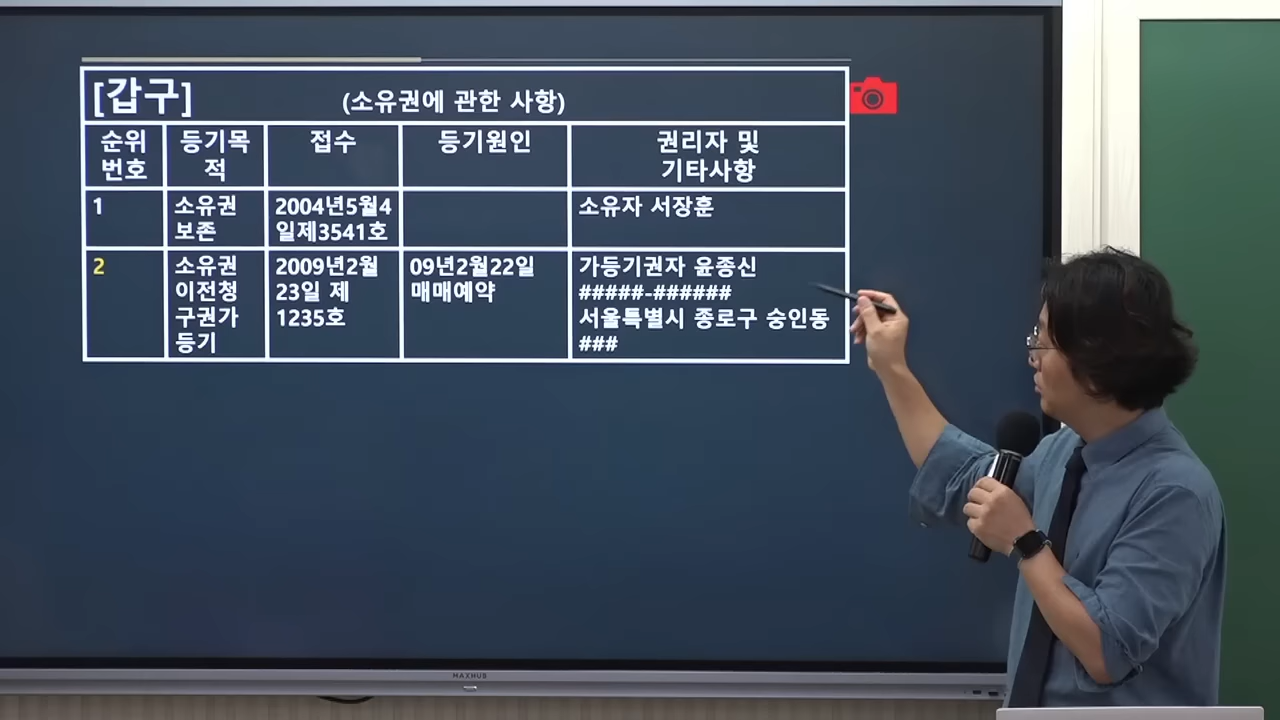 [갑구] (소유권에 관한 사항)
순위
번호
등기목
적
접수
등기원인
권리자 및
기타사항
1
소유권
보존
2004년5월4
일제3541호
소유자 서장훈
2
소유권
이전청
구권가
등기
2009년2월
23일 제
1235호
09년2월22일
매매예약
가등기권자 윤종신
#####-######
서울특별시 종로구 숭인동
###
MAXHUB